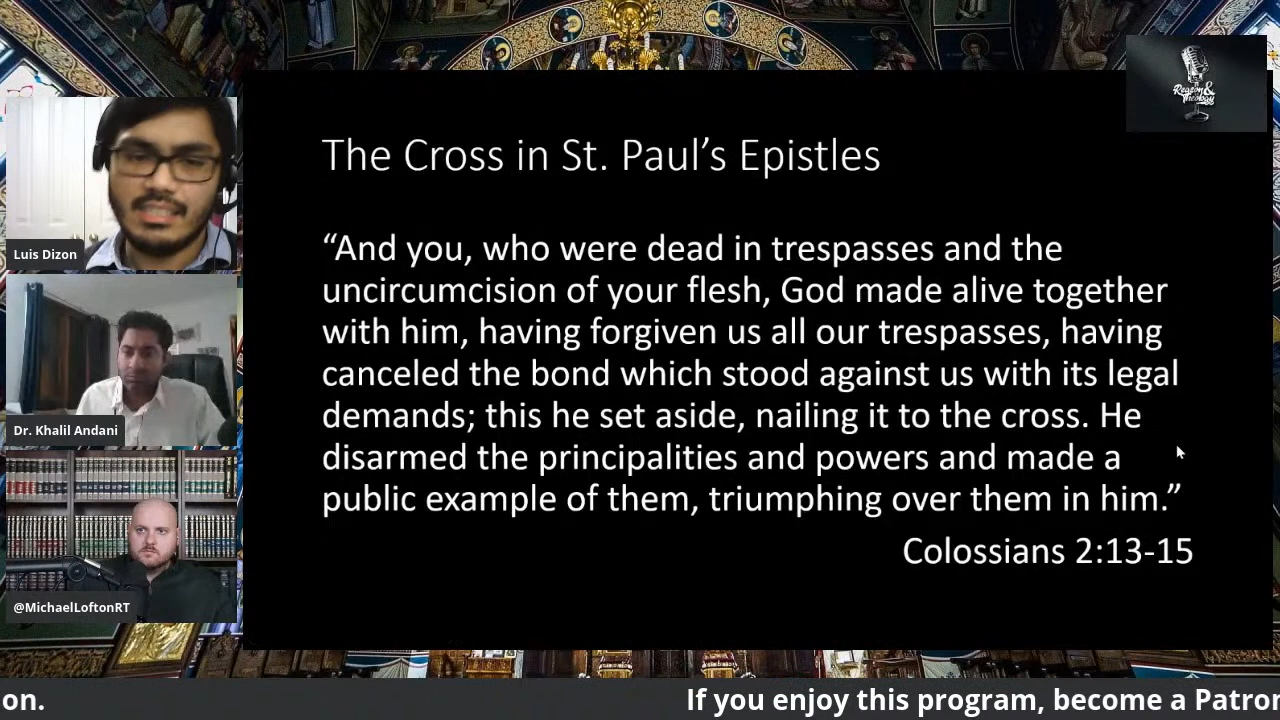 Reason &
Theology
The Cross in St. Paul’s Epistles
“And you, who were dead in trespasses and the
uncircumcision of your flesh, God made alive together
with him, having forgiven us all our trespasses, having
canceled the bond which stood against us with its legal
demands; this he set aside, nailing it to the cross. He
disarmed the principalities and powers and made a
public example of them, triumphing over them in him.”
Colossians 2:13-15
Luis Dizon
Dr. Khalil Andani
@MichaelLoftonRT
on.
If you enjoy this program, become a Patron